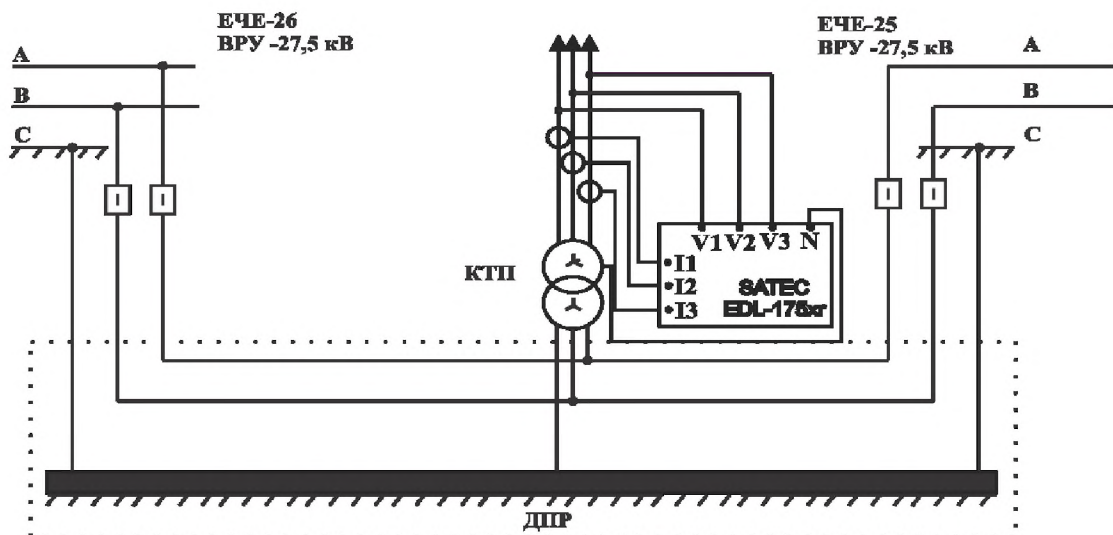 ЕЧЕ-26
ВРУ -27,5 кВ
ЕЧЕ-25
ВРУ -27,5 кВ
А
В
С
А
В
С
V1 V2 V3 N
I1
I2
I3
SATEC
EDL-175xr
КТП
ДПР